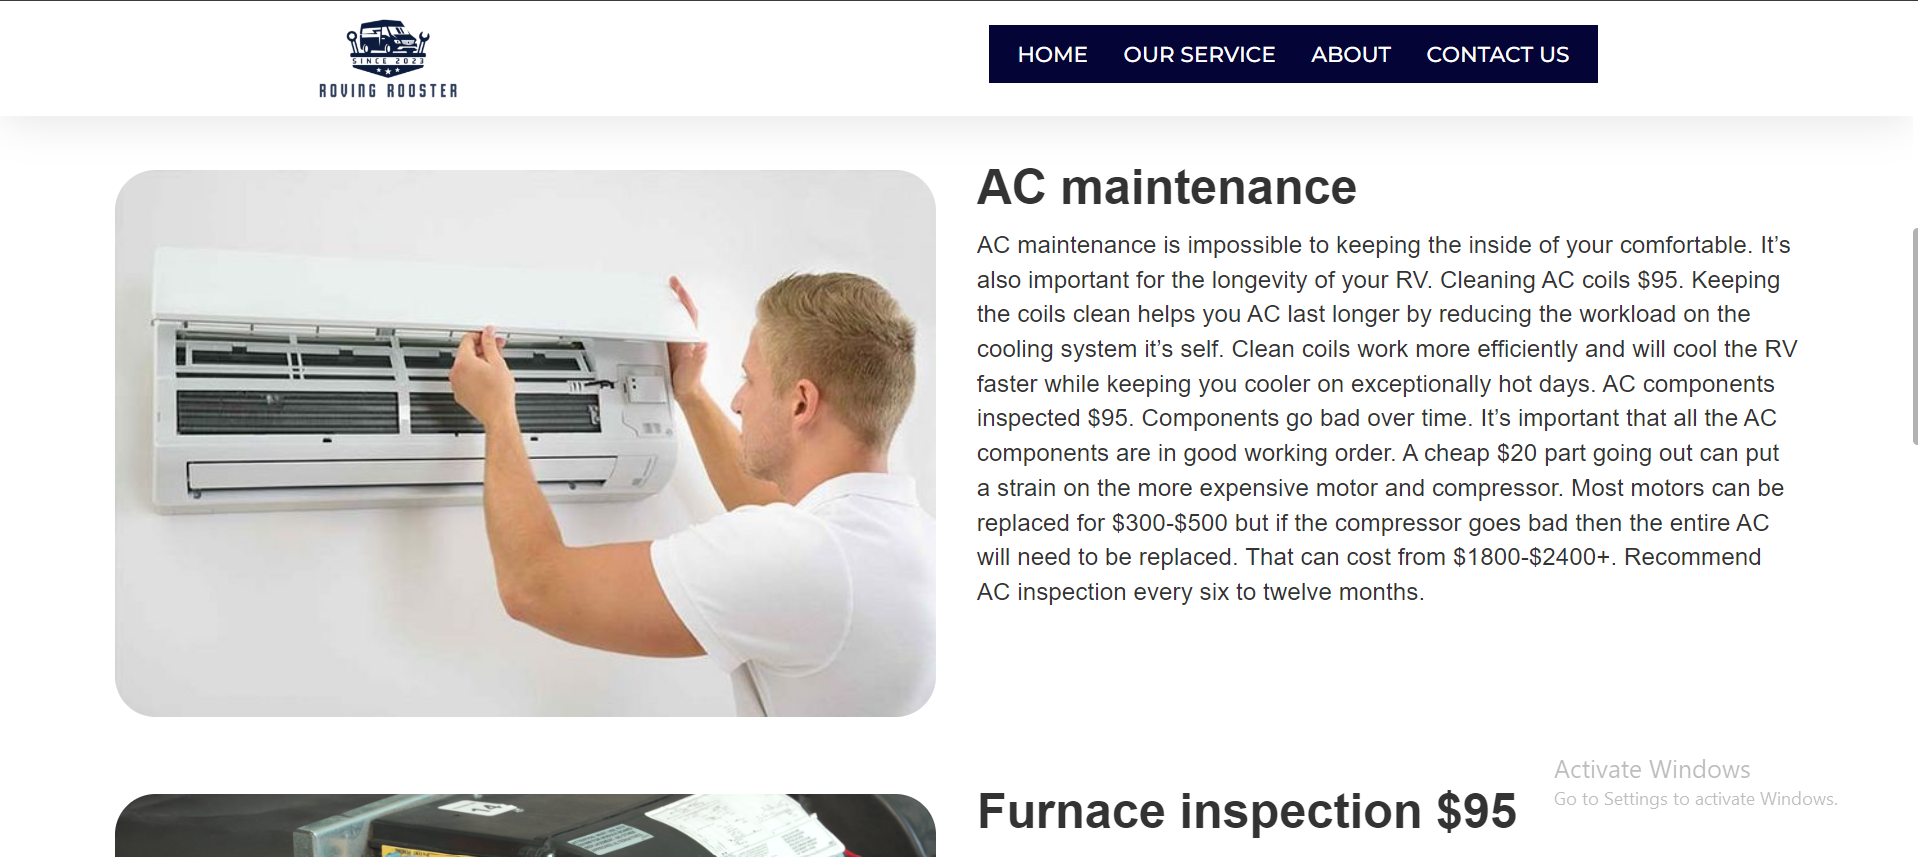 SINCE 2023
ROVING ROOSTER
HOME OUR SERVICE ABOUT CONTACT US
AC maintenance
AC maintenance is impossible to keeping the inside of your comfortable. It’s
also important for the longevity of your RV. Cleaning AC coils $95. Keeping
the coils clean helps you AC last longer by reducing the workload on the
cooling system it’s self. Clean coils work more efficiently and will cool the RV
faster while keeping you cooler on exceptionally hot days. AC components
inspected $95. Components go bad over time. It’s important that all the AC
components are in good working order. A cheap $20 part going out can put
a strain on the more expensive motor and compressor. Most motors can be
replaced for $300-$500 but if the compressor goes bad then the entire AC
will need to be replaced. That can cost from $1800-$2400+. Recommend
AC inspection every six to twelve months.
14
Furnace inspection $95
Activate Windows
Go to Settings to activate Windows.